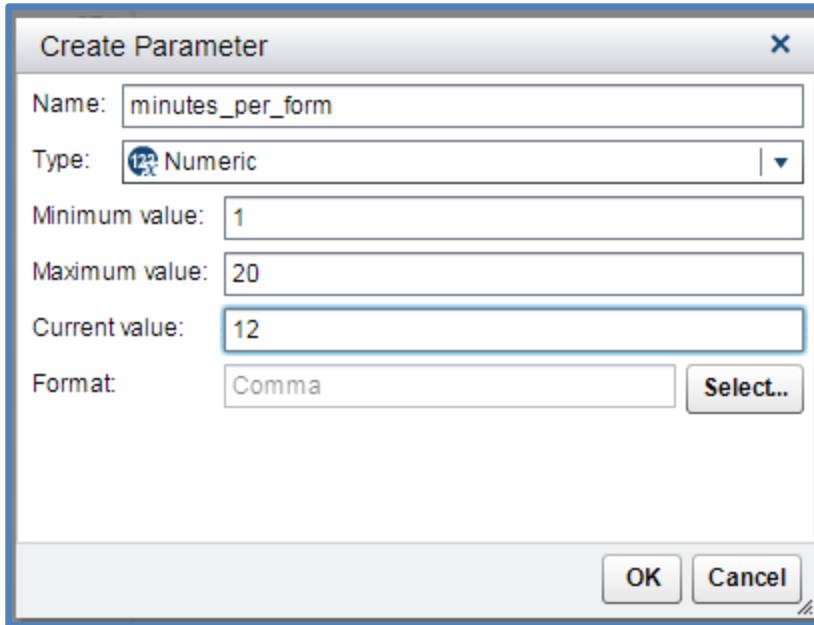 Create Parameter
Name: minutes_per_form
Type: Numeric
Minimum value: 1
Maximum value: 20
Current value: 12
Format: Comma Select...
OK Cancel